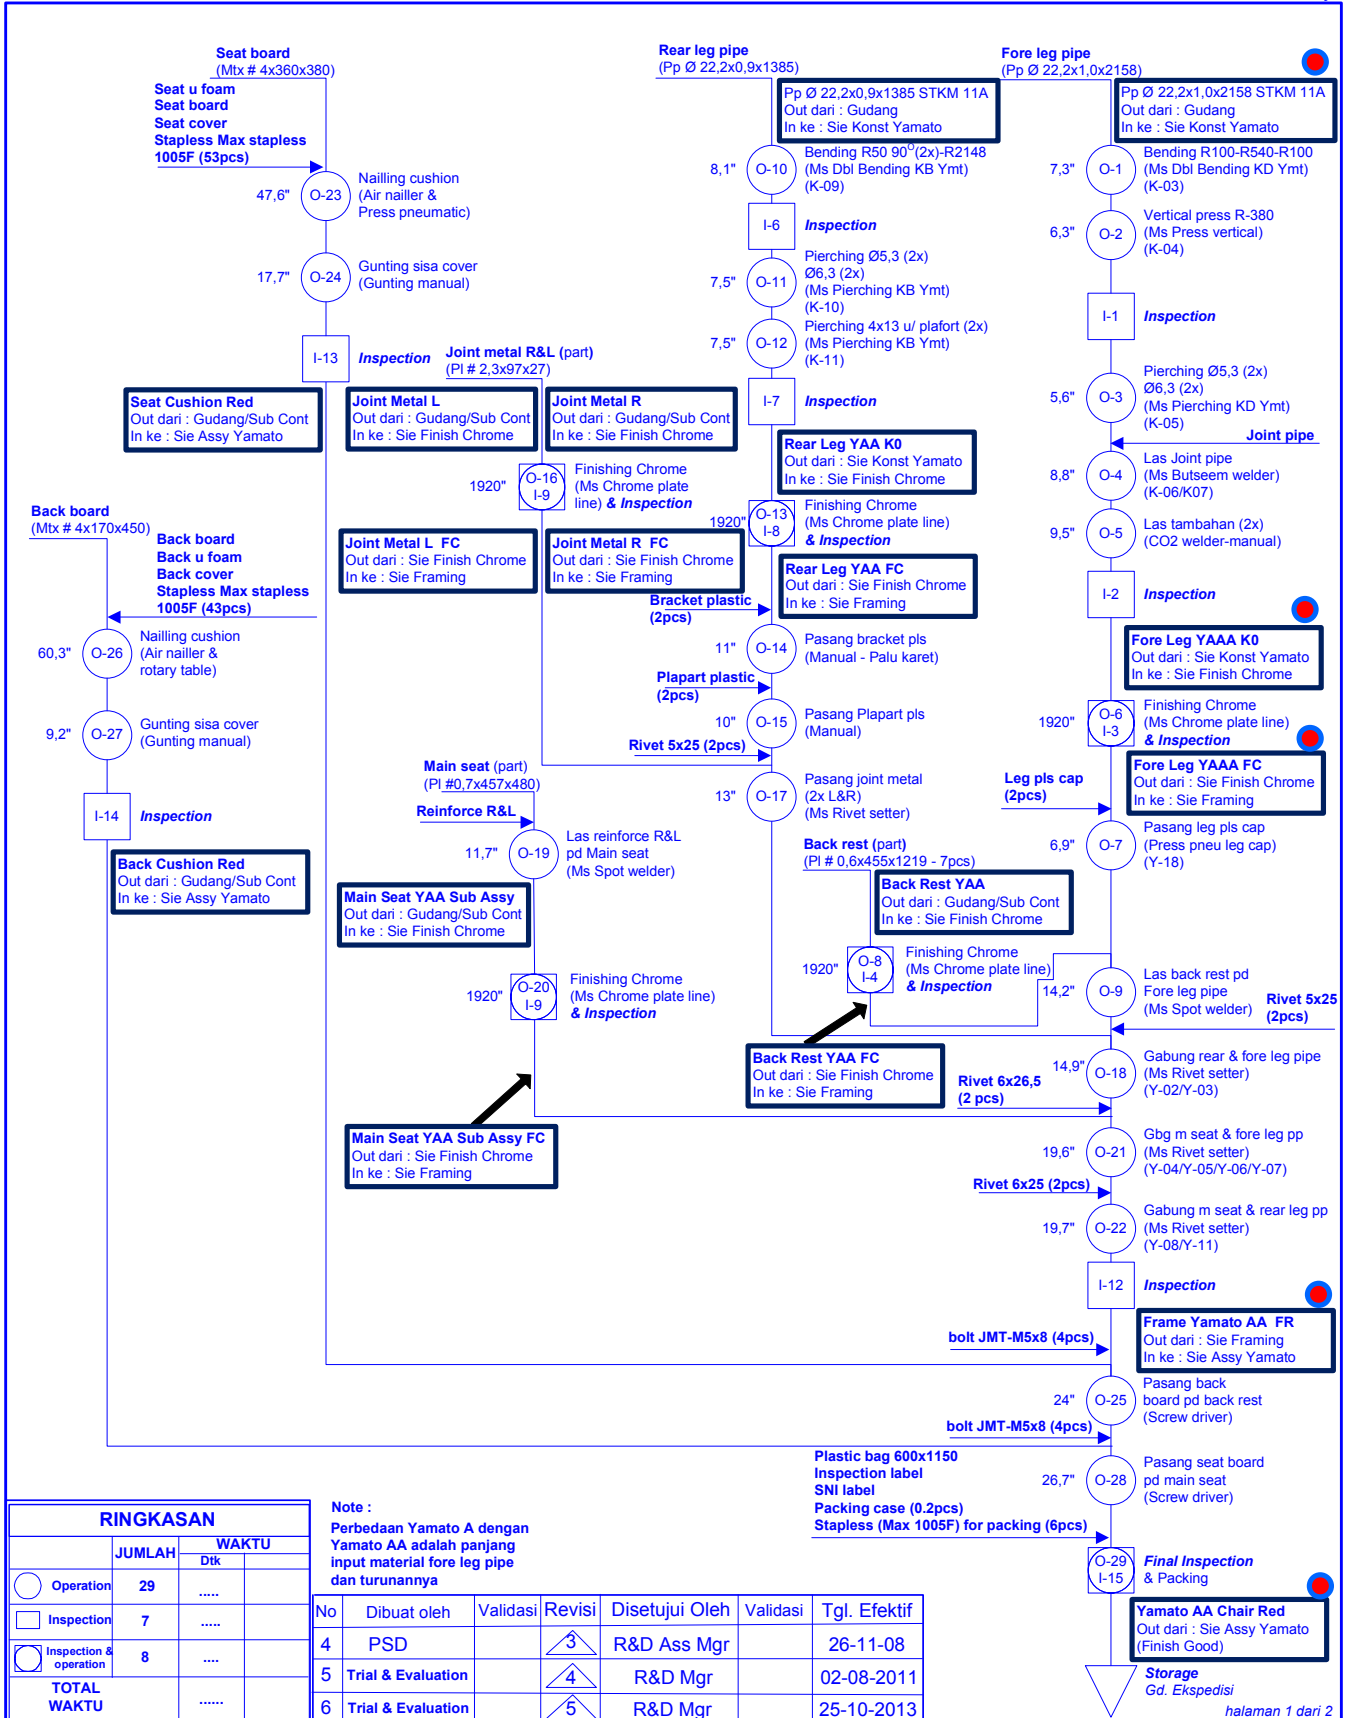 Seat board
(Mtx # 4x360x380)
Seat u foam
Seat board
Seat cover
Stapless Max stapless
1005F (53pcs)
47,6"
O-23
Nailling cushion
(Air nailler &
Press pneumatic)
17,7"
O-24
Gunting sisa cover
(Gunting manual)
I-13
Inspection
Seat Cushion Red
Out dari : Gudang/Sub Cont
In ke : Sie Assy Yamato
Back board
(Mtx # 4x170x450)
Back board
Back u foam
Back cover
Stapless Max stapless
1005F (43pcs)
60,3"
O-26
Nailling cushion
(Air nailler &
rotary table)
9,2"
O-27
Gunting sisa cover
(Gunting manual)
I-14
Inspection
Back Cushion Red
Out dari : Gudang/Sub Cont
In ke : Sie Assy Yamato
Joint metal R&L (part)
(Pl # 2,3x97x27)
Joint Metal L
Out dari : Gudang/Sub Cont
In ke : Sie Finish Chrome
Joint Metal R
Out dari : Gudang/Sub Cont
In ke : Sie Finish Chrome
1920"
O-16
I-9
Finishing Chrome
(Ms Chrome plate
line) & Inspection
Joint Metal L FC
Out dari : Sie Finish Chrome
In ke : Sie Framing
Joint Metal R FC
Out dari : Sie Finish Chrome
In ke : Sie Framing
Main seat (part)
(Pl #0,7x457x480)
Reinforce R&L
11,7"
O-19
Las reinforce R&L
pd Main seat
(Ms Spot welder)
Main Seat YAA Sub Assy
Out dari : Gudang/Sub Cont
In ke : Sie Finish Chrome
1920"
O-20
I-9
Finishing Chrome
(Ms Chrome plate line)
& Inspection
Main Seat YAA Sub Assy FC
Out dari : Sie Finish Chrome
In ke : Sie Framing
Rear leg pipe
(Pp Ø 22,2x0,9x1385)
Pp Ø 22,2x0,9x1385 STKM 11A
Out dari : Gudang
In ke : Sie Konst Yamato
8,1"
O-10
Bending R50 90°(2x)-R2148
(Ms Dbl Bending KB Ymt)
(K-09)
I-6
Inspection
7,5"
O-11
Pierching Ø5,3 (2x)
Ø6,3 (2x)
(Ms Pierching KB Ymt)
(K-10)
7,5"
O-12
Pierching 4x13 u/ plafort (2x)
(Ms Pierching KB Ymt)
(K-11)
I-7
Inspection
Rear Leg YAA K0
Out dari : Sie Konst Yamato
In ke : Sie Finish Chrome
1920"
O-13
I-8
Finishing Chrome
(Ms Chrome plate line)
& Inspection
Rear Leg YAA FC
Out dari : Sie Finish Chrome
In ke : Sie Framing
Bracket plastic
(2pcs)
11"
O-14
Pasang bracket pls
(Manual - Palu karet)
Plapart plastic
(2pcs)
10"
O-15
Pasang Plapart pls
(Manual)
Rivet 5x25 (2pcs)
13"
O-17
Pasang joint metal
(2x L&R)
(Ms Rivet setter)
Back rest (part)
(Pl # 0,6x455x1219 - 7pcs)
Back Rest YAA
Out dari : Gudang/Sub Cont
In ke : Sie Finish Chrome
1920"
O-8
I-4
Finishing Chrome
(Ms Chrome plate line)
& Inspection
Back Rest YAA FC
Out dari : Sie Finish Chrome
In ke : Sie Framing
Fore leg pipe
(Pp Ø 22,2x1,0x2158)
Pp Ø 22,2x1,0x2158 STKM 11A
Out dari : Gudang
In ke : Sie Konst Yamato
7,3"
O-1
Bending R100-R540-R100
(Ms Dbl Bending KD Ymt)
(K-03)
6,3"
O-2
Vertical press R-380
(Ms Press vertical)
(K-04)
I-1
Inspection
5,6"
O-3
Pierching Ø5,3 (2x)
Ø6,3 (2x)
(Ms Pierching KD Ymt)
(K-05)
Joint pipe
8,8"
O-4
Las Joint pipe
(Ms Butseem welder)
(K-06/K07)
9,5"
O-5
Las tambahan (2x)
(CO2 welder-manual)
I-2
Inspection
Fore Leg YAAA K0
Out dari : Sie Konst Yamato
In ke : Sie Finish Chrome
1920"
O-6
I-3
Finishing Chrome
(Ms Chrome plate line)
& Inspection
Fore Leg YAAA FC
Out dari : Sie Finish Chrome
In ke : Sie Framing
Leg pls cap
(2pcs)
6,9"
O-7
Pasang leg pls cap
(Press pneu leg cap)
(Y-18)
14,2"
O-9
Las back rest pd
Fore leg pipe
(Ms Spot welder)
Rivet 5x25
(2pcs)
14,9"
O-18
Gabung rear & fore leg pipe
(Ms Rivet setter)
(Y-02/Y-03)
Rivet 6x26,5
(2 pcs)
19,6"
O-21
Gbg m seat & fore leg pp
(Ms Rivet setter)
(Y-04/Y-05/Y-06/Y-07)
Rivet 6x25 (2pcs)
19,7"
O-22
Gabung m seat & rear leg pp
(Ms Rivet setter)
(Y-08/Y-11)
I-12
Inspection
Frame Yamato AA FR
Out dari : Sie Framing
In ke : Sie Assy Yamato
bolt JMT-M5x8 (4pcs)
24"
O-25
Pasang back
board pd back rest
(Screw driver)
bolt JMT-M5x8 (4pcs)
26,7"
O-28
Pasang seat board
pd main seat
(Screw driver)
Plastic bag 600x1150
Inspection label
SNI label
Packing case (0.2pcs)
Stapless (Max 1005F) for packing (6pcs)
O-29
I-15
Final Inspection
& Packing
Yamato AA Chair Red
Out dari : Sie Assy Yamato
(Finish Good)
Storage
Gd. Ekspedisi
halaman 1 dari 2
RINGKASAN
JUMLAH WAKTU
Dtk
Operation 29 .....
Inspection 7 .....
Inspection & operation 8 ....
TOTAL WAKTU ......
Note :
Perbedaan Yamato A dengan
Yamato AA adalah panjang
input material fore leg pipe
dan turunannya
No Dibuat oleh Validasi Revisi Disetujui Oleh Validasi Tgl. Efektif
4 PSD 3 R&D Ass Mgr 26-11-08
5 Trial & Evaluation 4 R&D Mgr 02-08-2011
6 Trial & Evaluation 5 R&D Mgr 25-10-2013